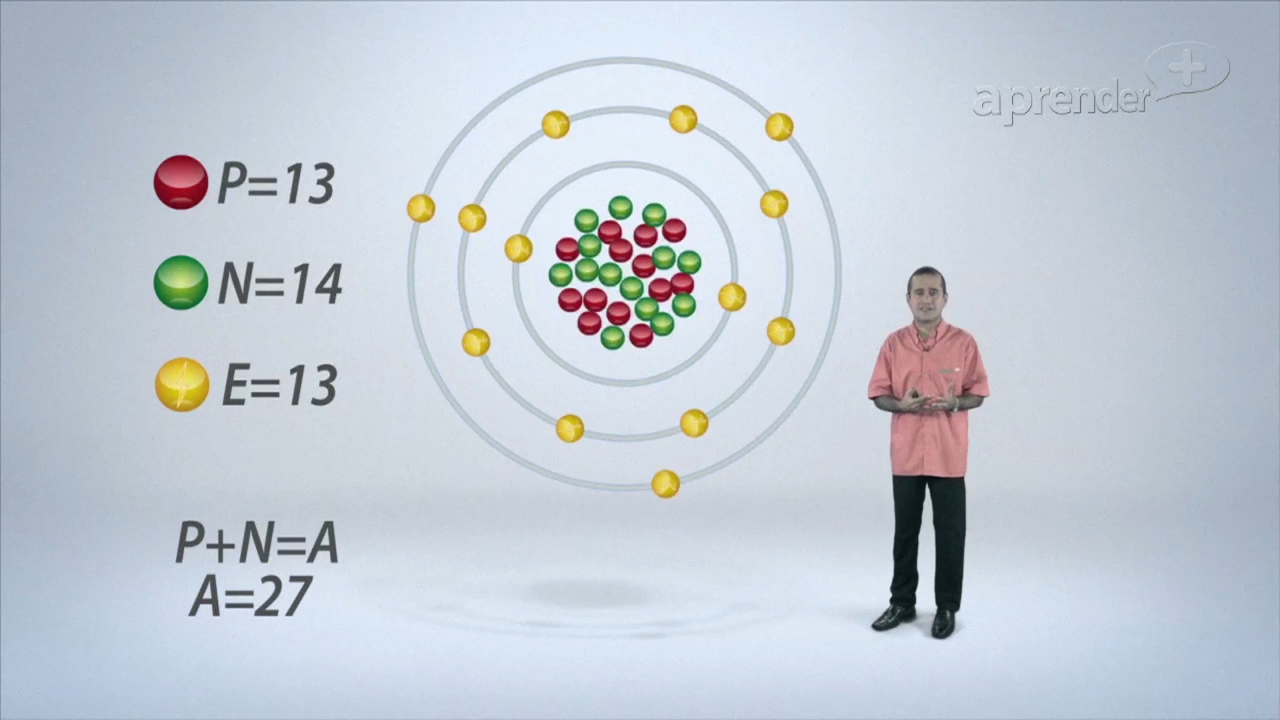 aprender+
P=13
N=14
E=13
P+N=A
A=27